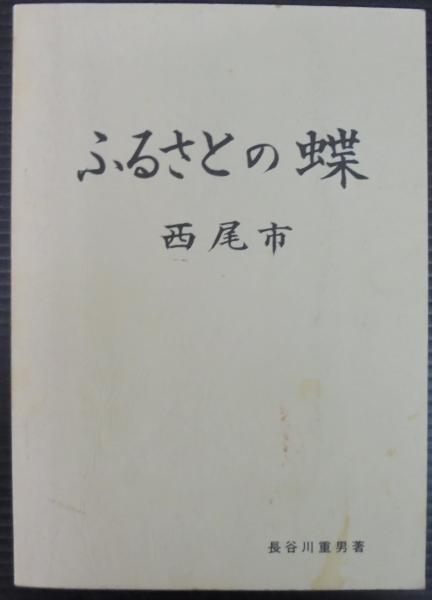 ふるさとの蝶
西尾市
長谷川重男著